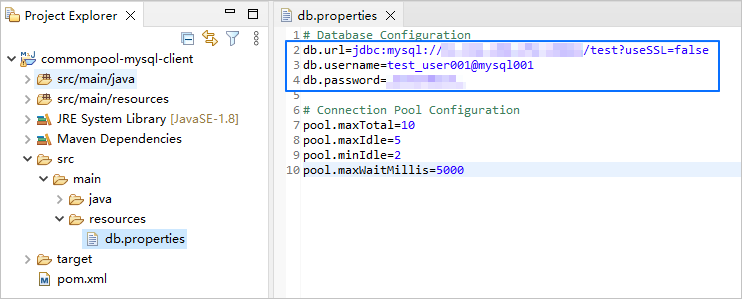 Project Explorer
commonpool-mysql-client
src/main/java
src/main/resources
JRE System Library [JavaSE-1.8]
Maven Dependencies
src
main
java
resources
db.properties
target
pom.xml
db.properties
1 # Database Configuration
2 db.url=jdbc:mysql:// /test?useSSL=false
3 db.username=test_user001@mysql001
4 db.password=
5
6 # Connection Pool Configuration
7 pool.maxTotal=10
8 pool.maxIdle=5
9 pool.minIdle=2
10 pool.maxWaitMillis=5000